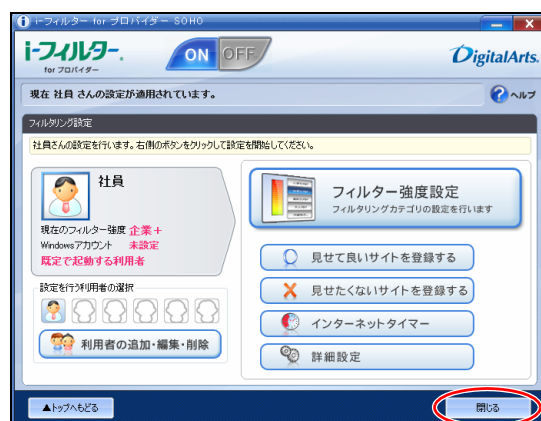 i-フィルター for プロバイダー SOHO
i-フィルター.
for プロバイダー
ON OFF
DigitalArts.
現在 社員 さんの設定が適用されています。
ヘルプ
フィルタリング設定
社員さんの設定を行います。右側のボタンをクリックして設定を開始してください。
社員
現在のフィルター強度 企業+
Windowsアカウント 未設定
既定で起動する利用者
設定を行う利用者の選択
利用者の追加・編集・削除
フィルター強度設定
フィルタリングカテゴリの設定を行います
見せて良いサイトを登録する
見せたくないサイトを登録する
インターネットタイマー
詳細設定
▲トップへもどる
閉じる